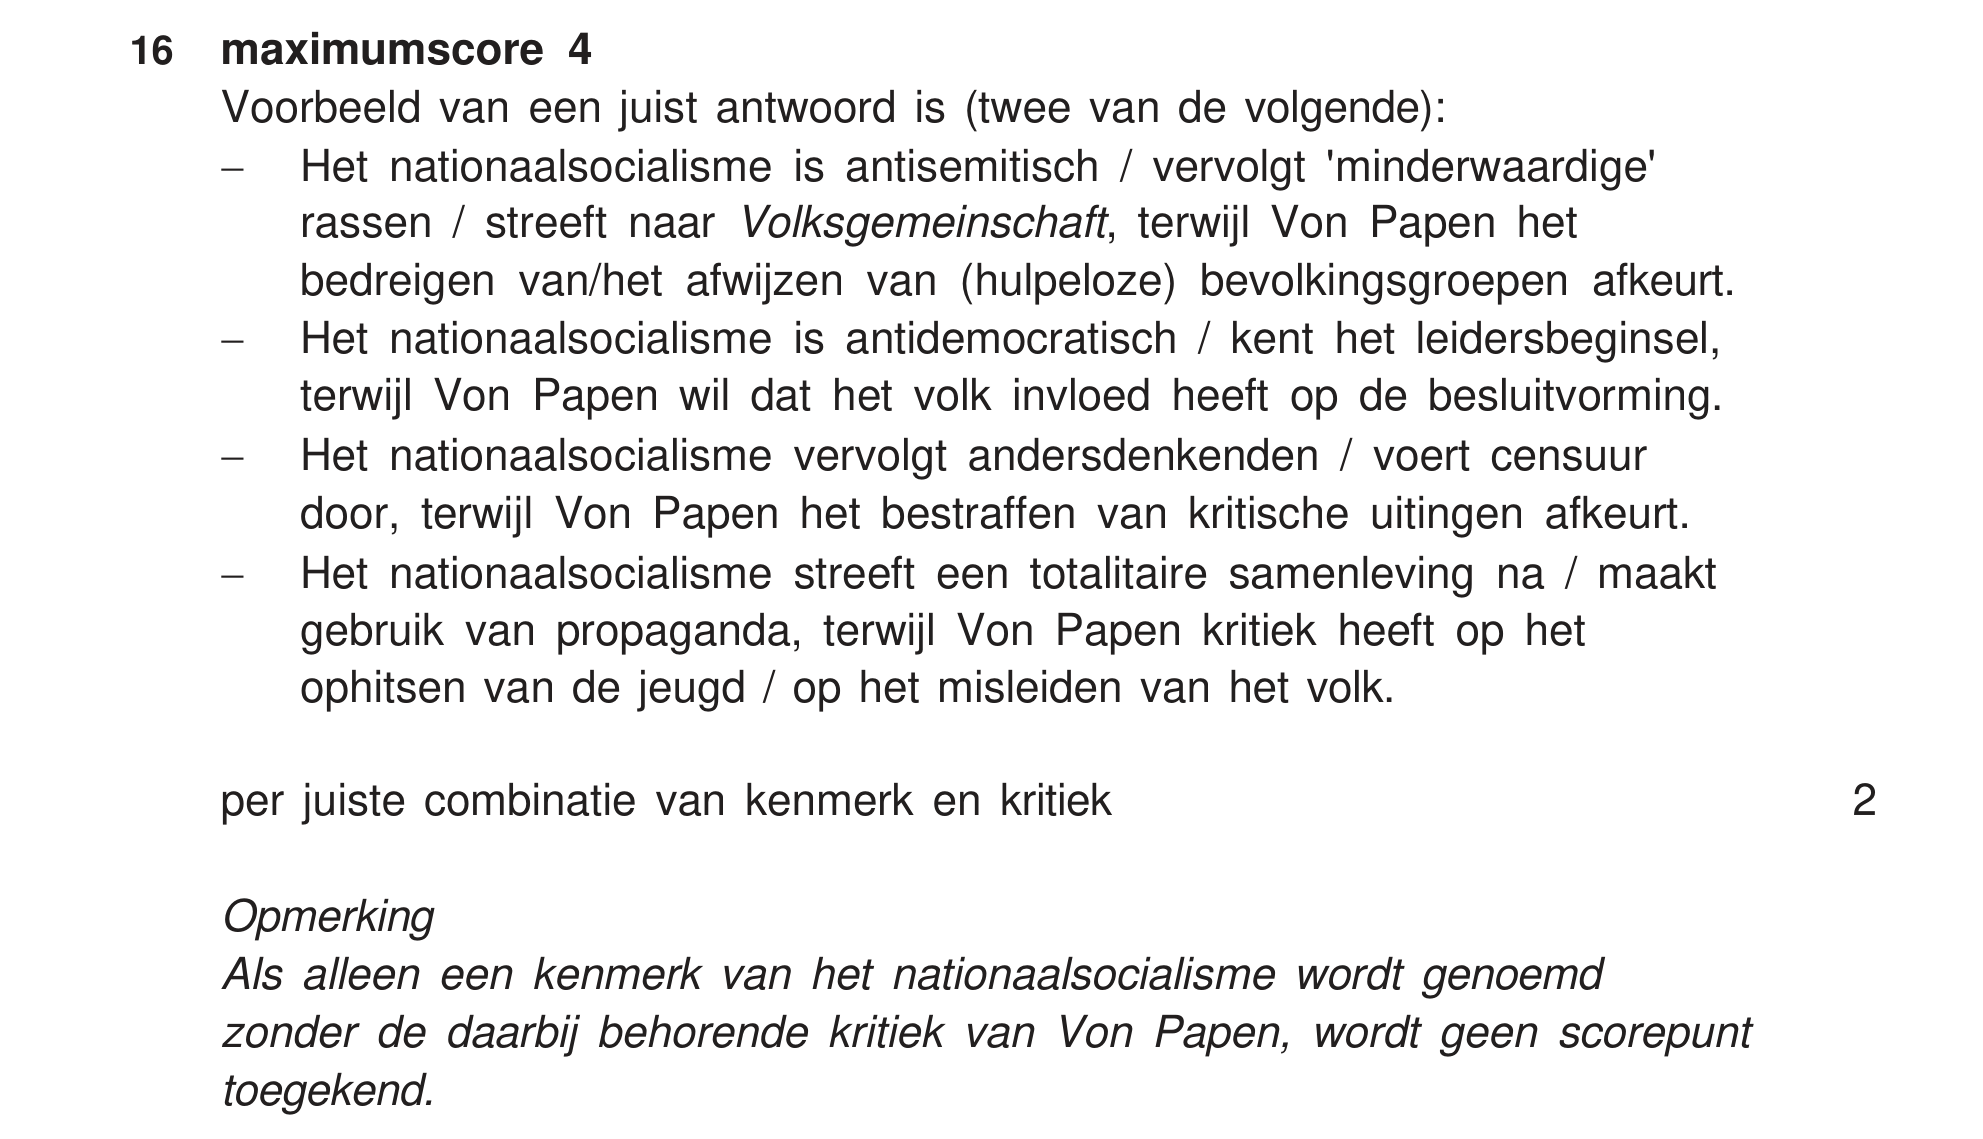 16 maximumscore 4
Voorbeeld van een juist antwoord is (twee van de volgende):
− Het nationaalsocialisme is antisemitisch / vervolgt 'minderwaardige'
rassen / streeft naar Volksgemeinschaft, terwijl Von Papen het
bedreigen van/het afwijzen van (hulpeloze) bevolkingsgroepen afkeurt.
− Het nationaalsocialisme is antidemocratisch / kent het leidersbeginsel,
terwijl Von Papen wil dat het volk invloed heeft op de besluitvorming.
− Het nationaalsocialisme vervolgt andersdenkenden / voert censuur
door, terwijl Von Papen het bestraffen van kritische uitingen afkeurt.
− Het nationaalsocialisme streeft een totalitaire samenleving na / maakt
gebruik van propaganda, terwijl Von Papen kritiek heeft op het
ophitsen van de jeugd / op het misleiden van het volk.
per juiste combinatie van kenmerk en kritiek 2
Opmerking
Als alleen een kenmerk van het nationaalsocialisme wordt genoemd
zonder de daarbij behorende kritiek van Von Papen, wordt geen scorepunt
toegekend.